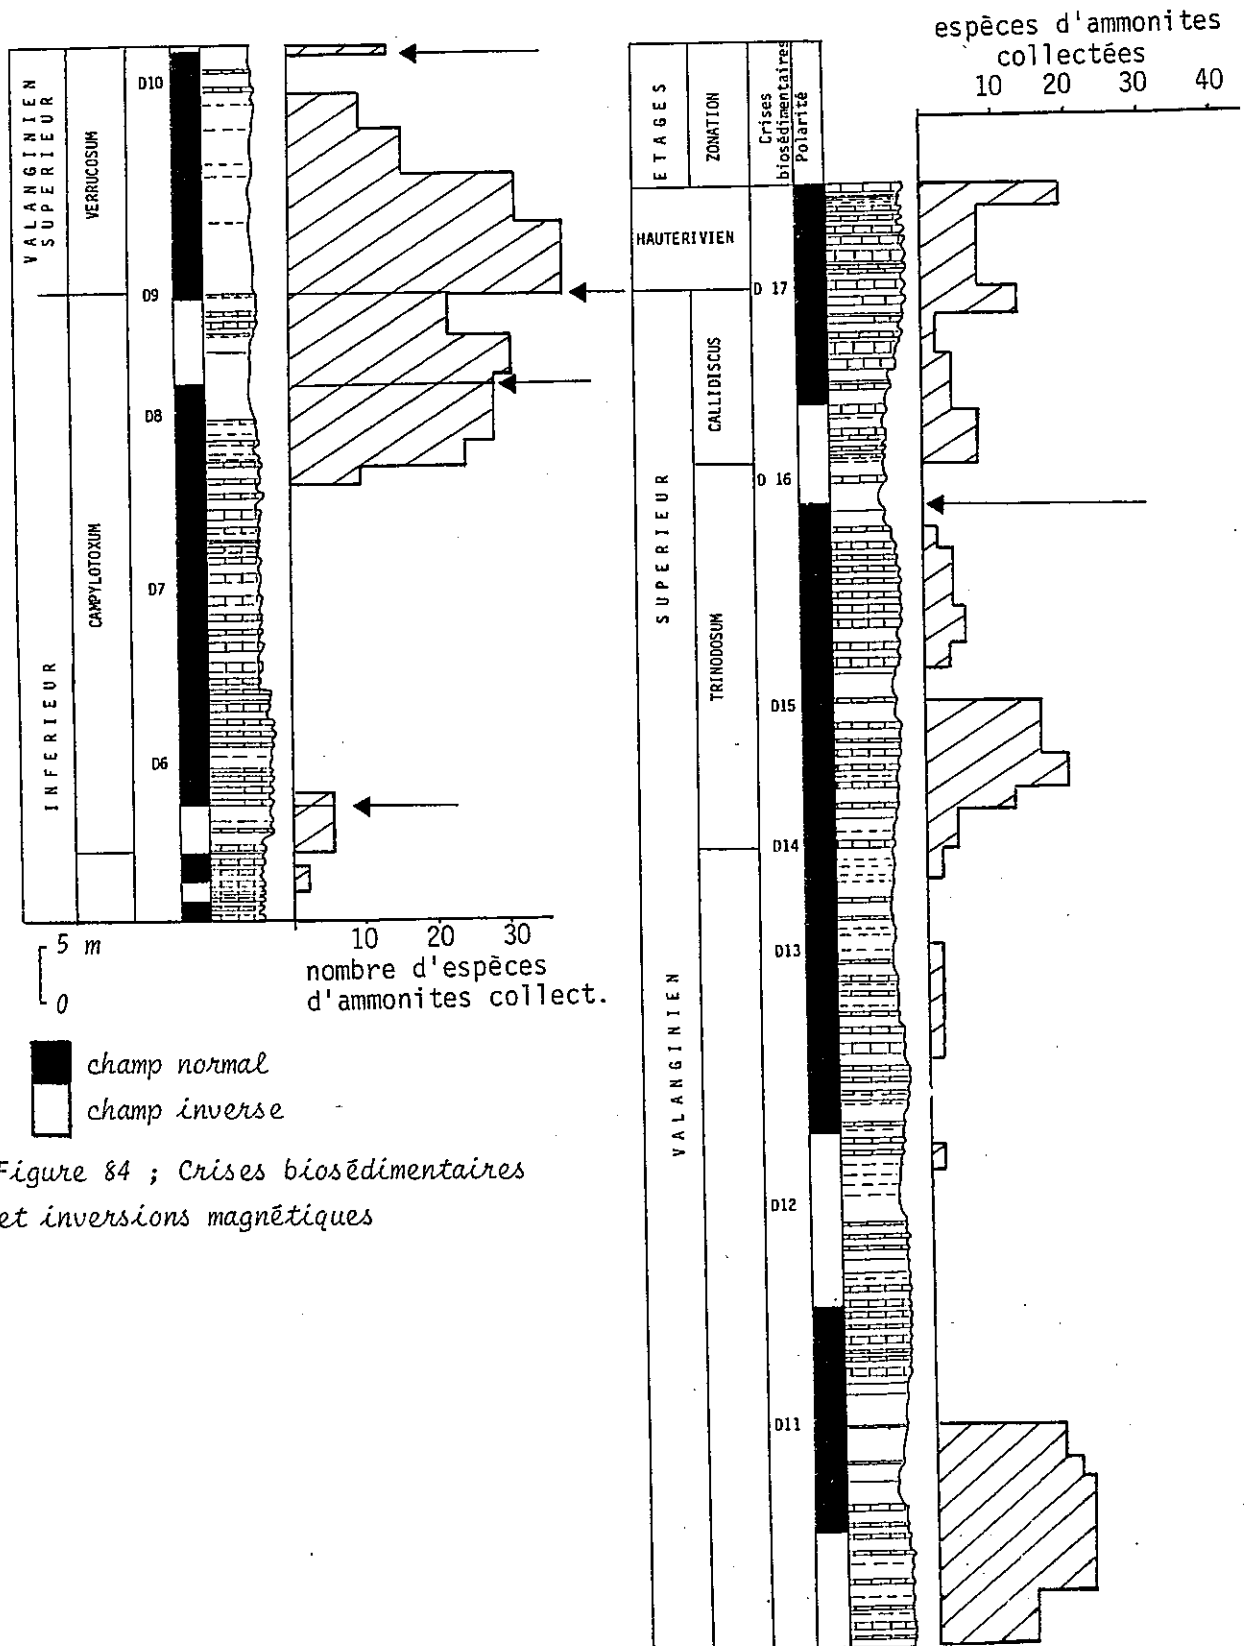 VALANGINIEN
SUPERIEUR
VERRUCOSUM
INFERIEUR
CAMPYLOTOXUM
D10
D9
D8
D7
D6
10 20 30
nombre d'espèces
d'ammonites collect.
5 m
0
champ normal
champ inverse
Figure 84 ; Crises biosédimentaires
et inversions magnétiques
espèces d'ammonites
collectées
10 20 30 40
ETAGES
ZONATION
Crises
biosédimentaires
Polarité
HAUTERIVIEN
VALANGINIEN
SUPERIEUR
CALLIDISCUS
TRINODOSUM
D 17
D 16
D15
D14
D13
D12
D11